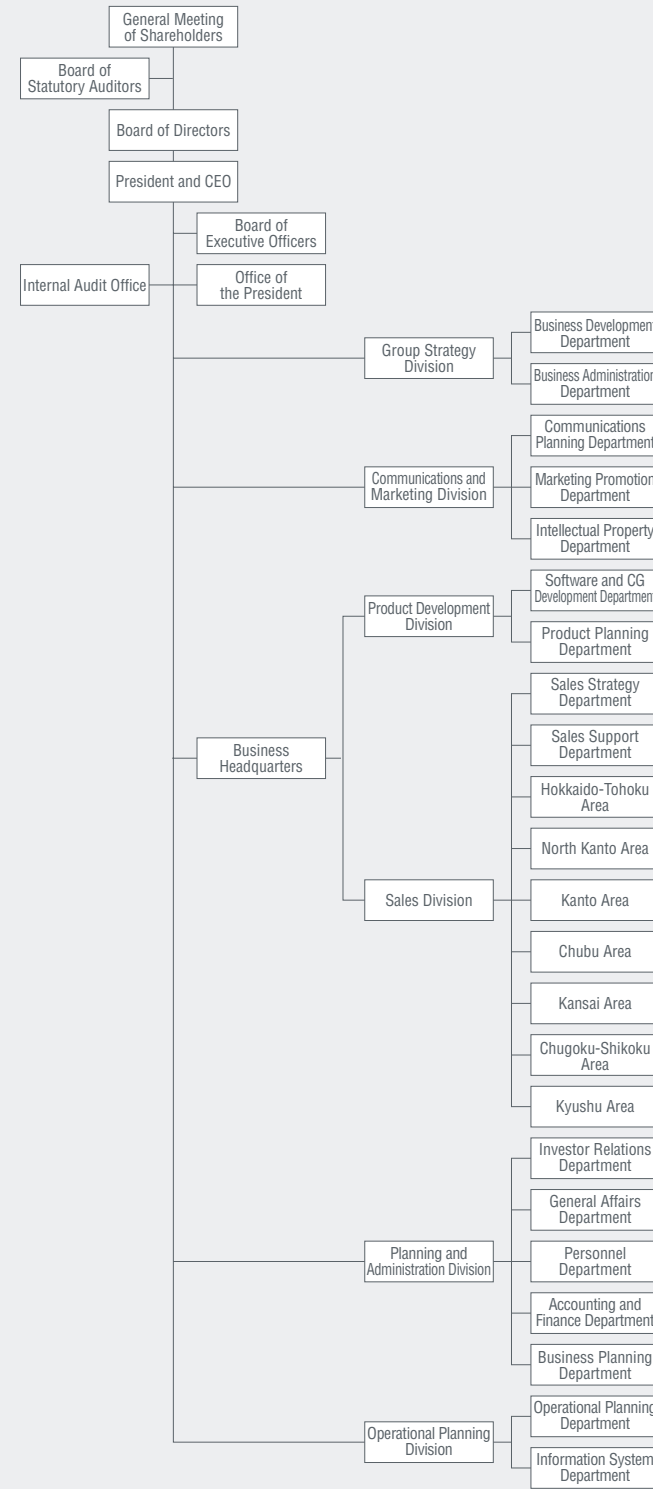 General Meeting
of Shareholders
Board of
Statutory Auditors
Board of Directors
President and CEO
Board of
Executive Officers
Internal Audit Office
Office of
the President
Group Strategy
Division
Business Development
Department
Business Administration
Department
Communications and
Marketing Division
Communications
Planning Department
Marketing Promotion
Department
Intellectual Property
Department
Business
Headquarters
Product Development
Division
Software and CG
Development Department
Product Planning
Department
Sales Division
Sales Strategy
Department
Sales Support
Department
Hokkaido-Tohoku
Area
North Kanto Area
Kanto Area
Chubu Area
Kansai Area
Chugoku-Shikoku
Area
Kyushu Area
Planning and
Administration Division
Investor Relations
Department
General Affairs
Department
Personnel
Department
Accounting and
Finance Department
Business Planning
Department
Operational Planning
Division
Operational Planning
Department
Information System
Department